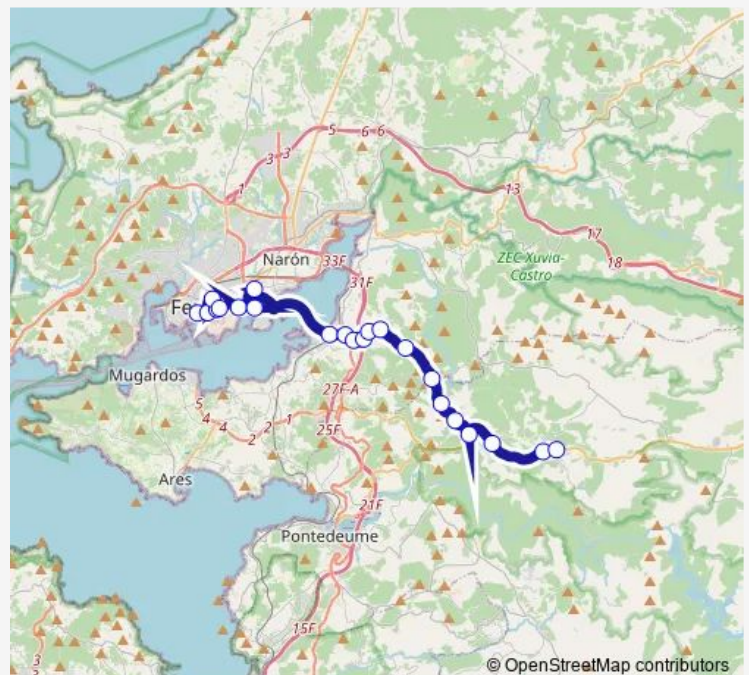 5
6
6
3
3
1
13
Narón
33F
ZEC Xuvia-
Castro
17
18
31F
Fe
Mugardos
27F-A
5
4
4
2
2
1
25F
Ares
21F
Pontedeume
15F
3
3
© OpenStreetMap contributors